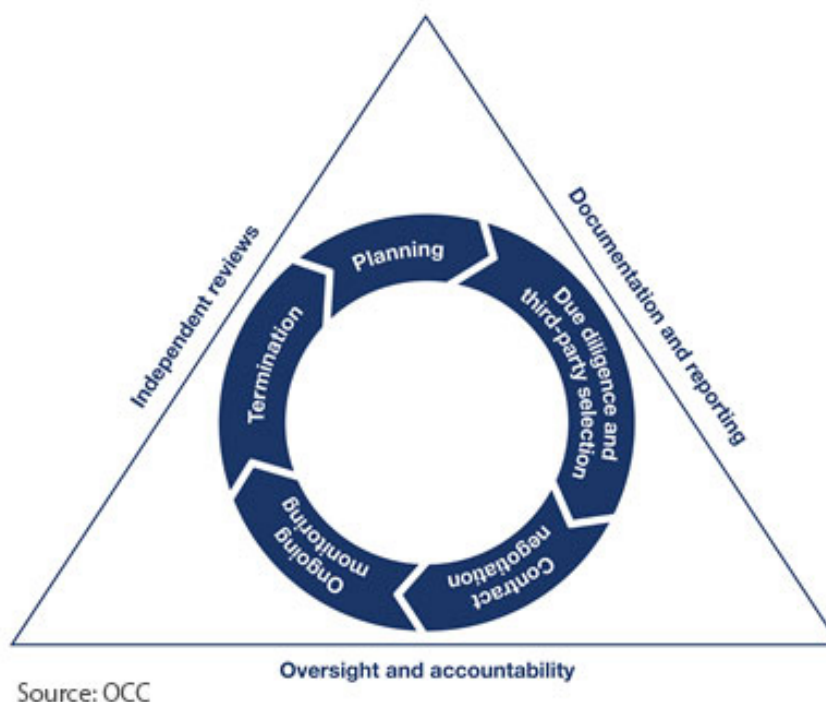 Independent reviews
Documentation and reporting
Planning
Due diligence and
third-party selection
Contract
negotiation
Ongoing
monitoring
Termination
Oversight and accountability
Source: OCC